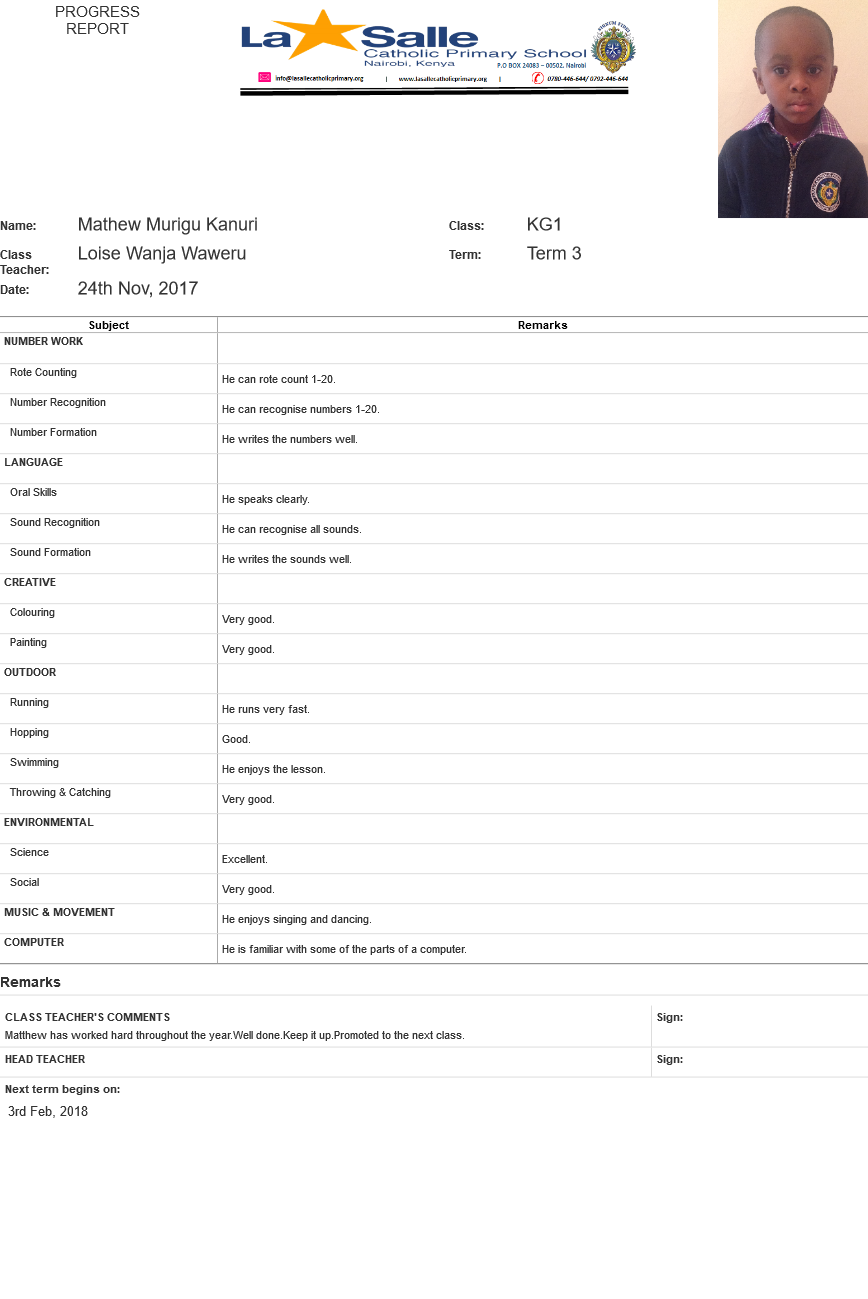 PROGRESS
REPORT
La Salle
Catholic Primary School
Nairobi, Kenya
P.O BOX 24083 – 00502, Nairobi
info@lasallecatholicprimary.org | www.lasallecatholicprimary.org | 0780-446-644/ 0792-446-644
Name: Mathew Murigu Kanuri Class: KG1
Class Teacher: Loise Wanja Waweru Term: Term 3
Date: 24th Nov, 2017
Subject Remarks
NUMBER WORK
Rote Counting He can rote count 1-20.
Number Recognition He can recognise numbers 1-20.
Number Formation He writes the numbers well.
LANGUAGE
Oral Skills He speaks clearly.
Sound Recognition He can recognise all sounds.
Sound Formation He writes the sounds well.
CREATIVE
Colouring Very good.
Painting Very good.
OUTDOOR
Running He runs very fast.
Hopping Good.
Swimming He enjoys the lesson.
Throwing & Catching Very good.
ENVIRONMENTAL
Science Excellent.
Social Very good.
MUSIC & MOVEMENT He enjoys singing and dancing.
COMPUTER He is familiar with some of the parts of a computer.
Remarks
CLASS TEACHER'S COMMENTS Sign:
Matthew has worked hard throughout the year.Well done.Keep it up.Promoted to the next class.
HEAD TEACHER Sign:
Next term begins on:
3rd Feb, 2018